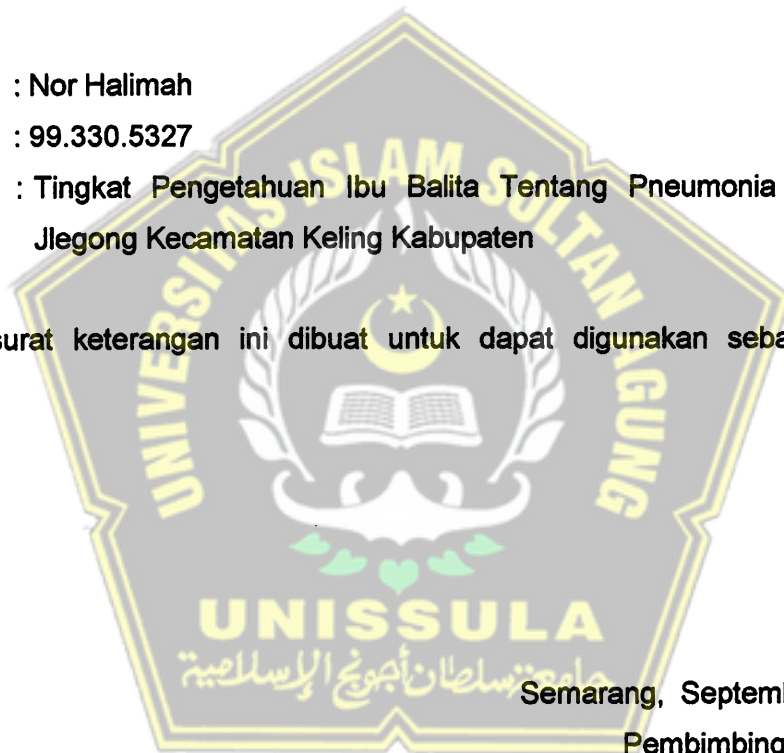 : Nor Halimah
: 99.330.5327
: Tingkat Pengetahuan Ibu Balita Tentang Pneumonia
Jlegong Kecamatan Keling Kabupaten
surat keterangan ini dibuat untuk dapat digunakan seba
UNIVERSITAS ISLAM SULTAN AGUNG
UNISSULA
جامعة سلطان أجونج الإسلامية
Semarang, Septem
Pembimbing